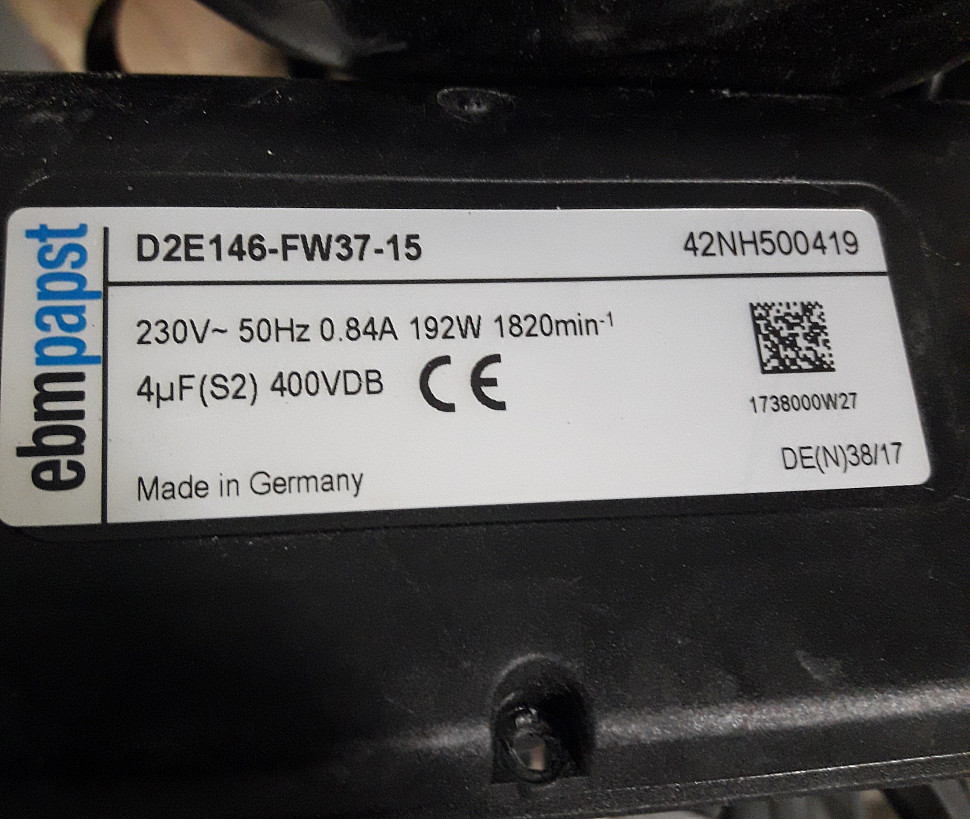 ebmpapst
D2E146-FW37-15 42NH500419
230V~ 50Hz 0.84A 192W 1820min⁻¹
4µF(S2) 400VDB CE
1738000W27
DE(N)38/17
Made in Germany